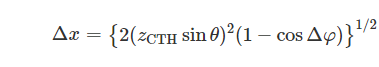 Δx = {2(z_CTH sin θ)²(1 − cos Δφ)}^{1/2}